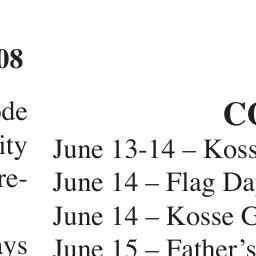 08
ode
ity
re-
ays
CO
June 13-14 – Koss
June 14 – Flag Day
June 14 – Kosse G
June 15 – Father's